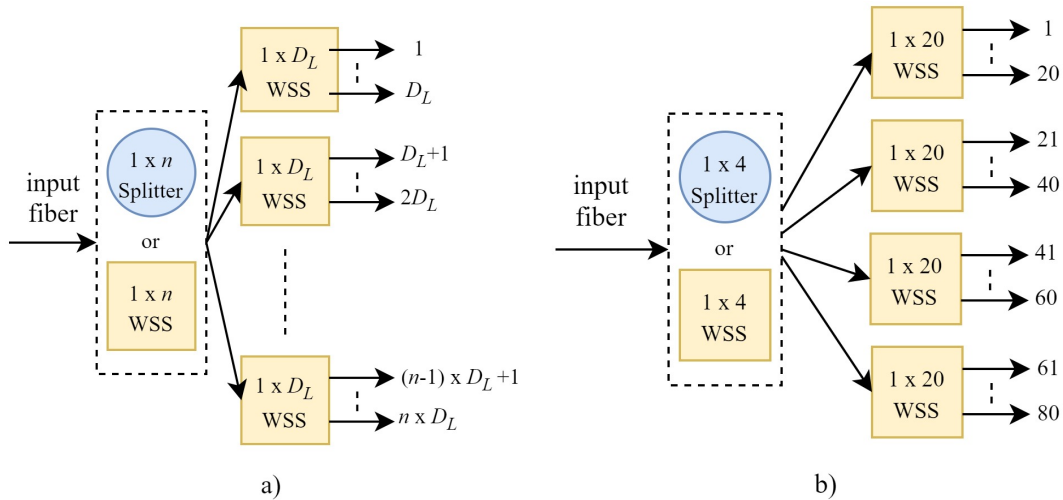 input
fiber
1 x n
Splitter
or
1 x n
WSS
1 x D_L
WSS
1
D_L
1 x D_L
WSS
D_L+1
2D_L
1 x D_L
WSS
(n-1) x D_L+1
n x D_L
a)
input
fiber
1 x 4
Splitter
or
1 x 4
WSS
1 x 20
WSS
1
20
1 x 20
WSS
21
40
1 x 20
WSS
41
60
1 x 20
WSS
61
80
b)